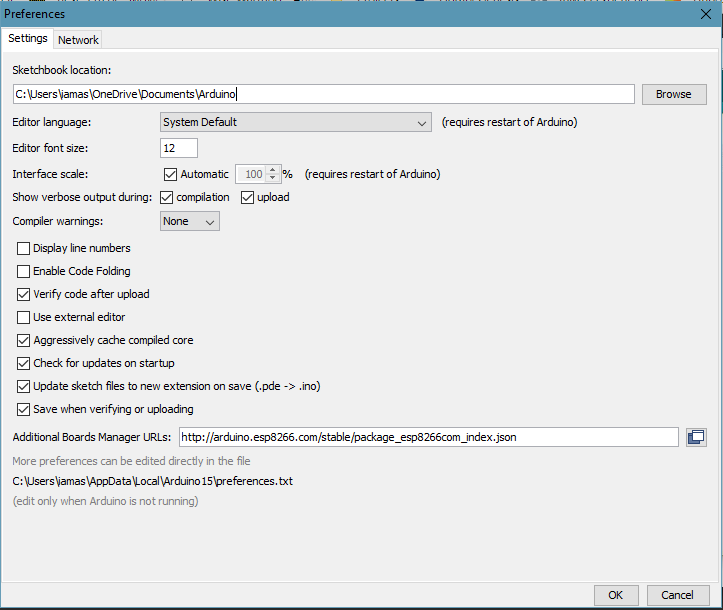 Preferences
Settings Network
Sketchbook location:
C:\Users\iamas\OneDrive\Documents\Arduino Browse
Editor language: System Default (requires restart of Arduino)
Editor font size: 12
Interface scale: Automatic 100 % (requires restart of Arduino)
Show verbose output during: compilation upload
Compiler warnings: None
Display line numbers
Enable Code Folding
Verify code after upload
Use external editor
Aggressively cache compiled core
Check for updates on startup
Update sketch files to new extension on save (.pde -> .ino)
Save when verifying or uploading
Additional Boards Manager URLs: http://arduino.esp8266.com/stable/package_esp8266com_index.json
More preferences can be edited directly in the file
C:\Users\iamas\AppData\Local\Arduino15\preferences.txt
(edit only when Arduino is not running)
OK Cancel